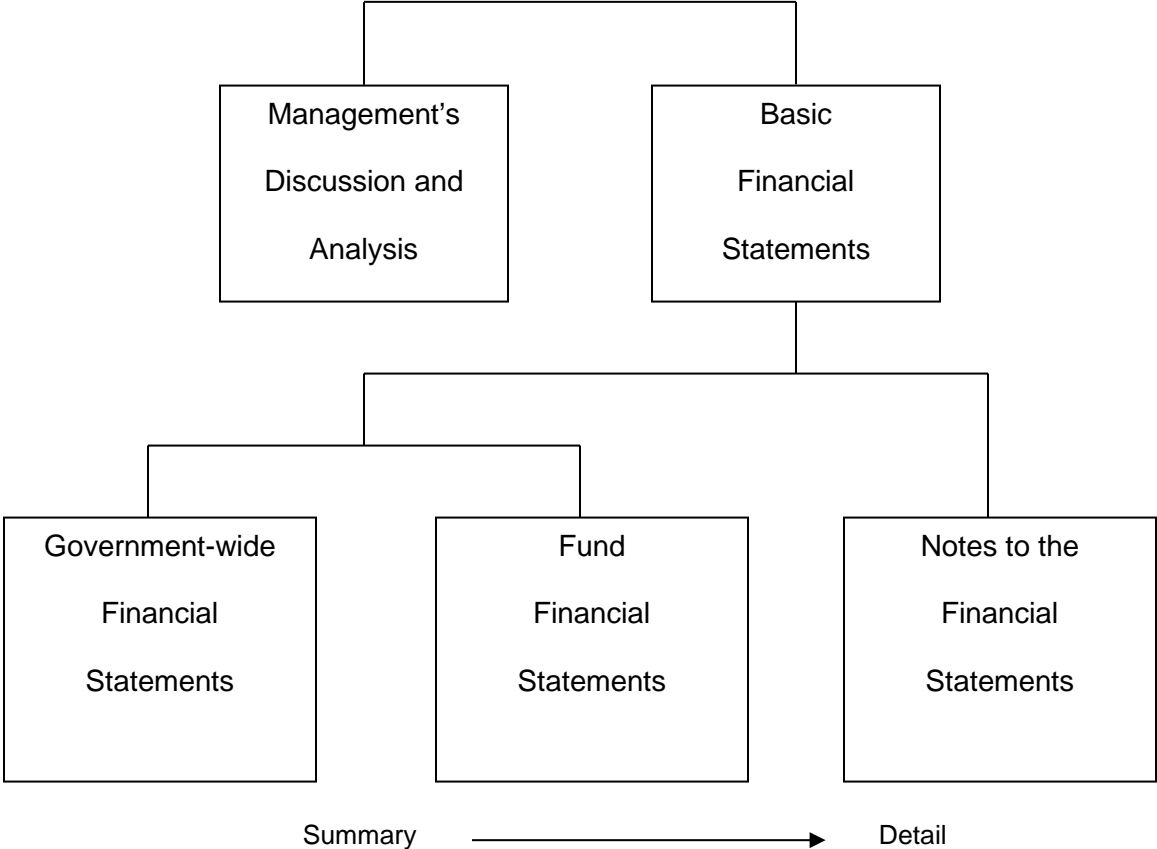 Management’s
Discussion and
Analysis
Basic
Financial
Statements
Government-wide
Financial
Statements
Fund
Financial
Statements
Notes to the
Financial
Statements
Summary
Detail